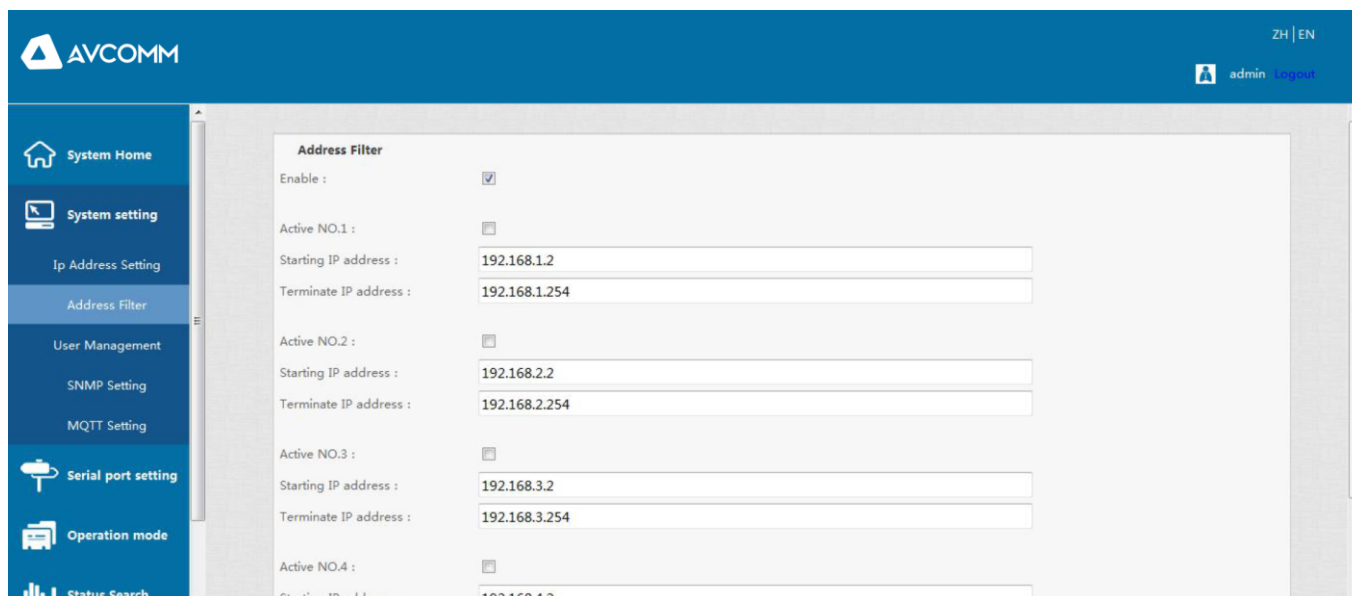 AVCOMM
ZH | EN
admin Logout
System Home
System setting
Ip Address Setting
Address Filter
User Management
SNMP Setting
MQTT Setting
Serial port setting
Operation mode
Status Search
Address Filter
Enable :
Active NO.1 :
Starting IP address : 192.168.1.2
Terminate IP address : 192.168.1.254
Active NO.2 :
Starting IP address : 192.168.2.2
Terminate IP address : 192.168.2.254
Active NO.3 :
Starting IP address : 192.168.3.2
Terminate IP address : 192.168.3.254
Active NO.4 :